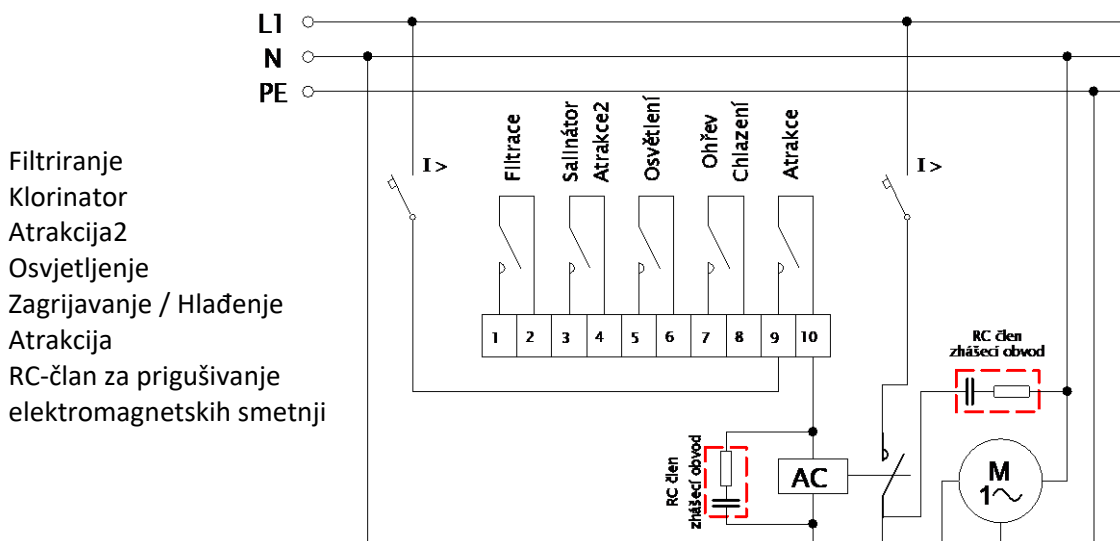 L1
N
PE
Filtriranje
Klorinator
Atrakcija2
Osvjetljenje
Zagrijavanje / Hlađenje
Atrakcija
RC-član za prigušivanje
elektromagnetskih smetnji
I >
Filtrace
Salinátor
Atrakce2
Osvětlení
Ohřev
Chlazení
Atrakce
I >
1 2 3 4 5 6 7 8 9 10
RC člen
zhášecí obvod
RC člen
zhášecí obvod
AC
M
1~